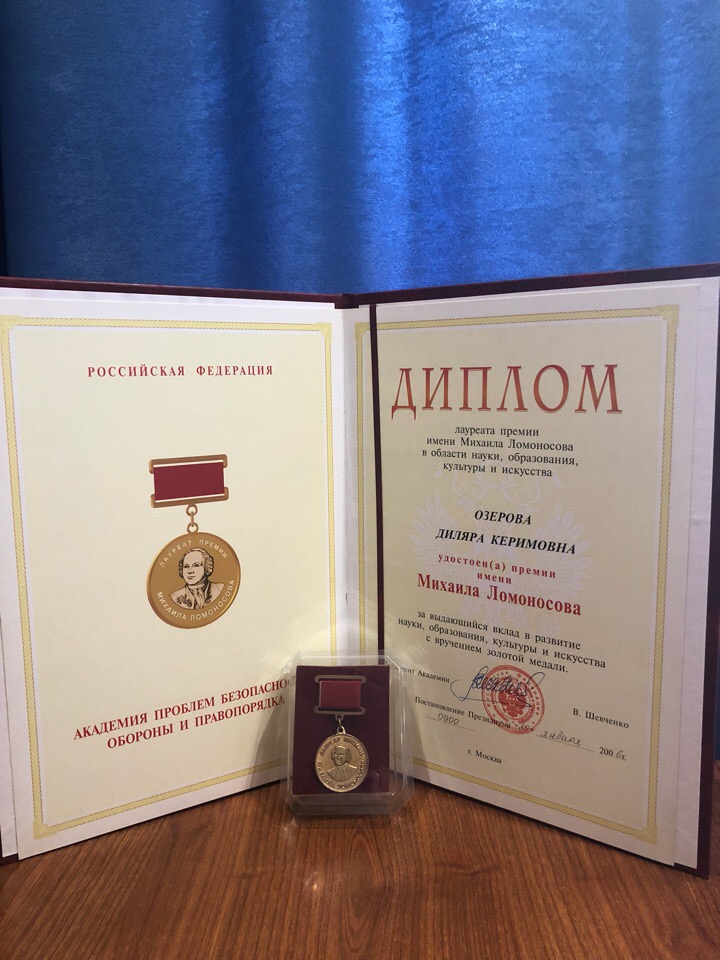 РОССИЙСКАЯ ФЕДЕРАЦИЯ
ЛАУРЕАТ ПРЕМИИ
МИХАИЛА ЛОМОНОСОВА
АКАДЕМИЯ ПРОБЛЕМ
ОБОРОНЫ И ПРАВОПОРЯДКА
ДИПЛОМ
лауреата премии
имени Михаила Ломоносова
в области науки, образования,
культуры и искусства
ОЗЕРОВА
ДИЛЯРА КЕРИМОВНА
удостоен(а) премии
имени
Михаила Ломоносова
за выдающийся вклад в развитие
науки, образования, культуры и искусства
с вручением золотой медали.
Академии
В. Шевченко
Постановление Президиума
января 2006г.
г. Москва